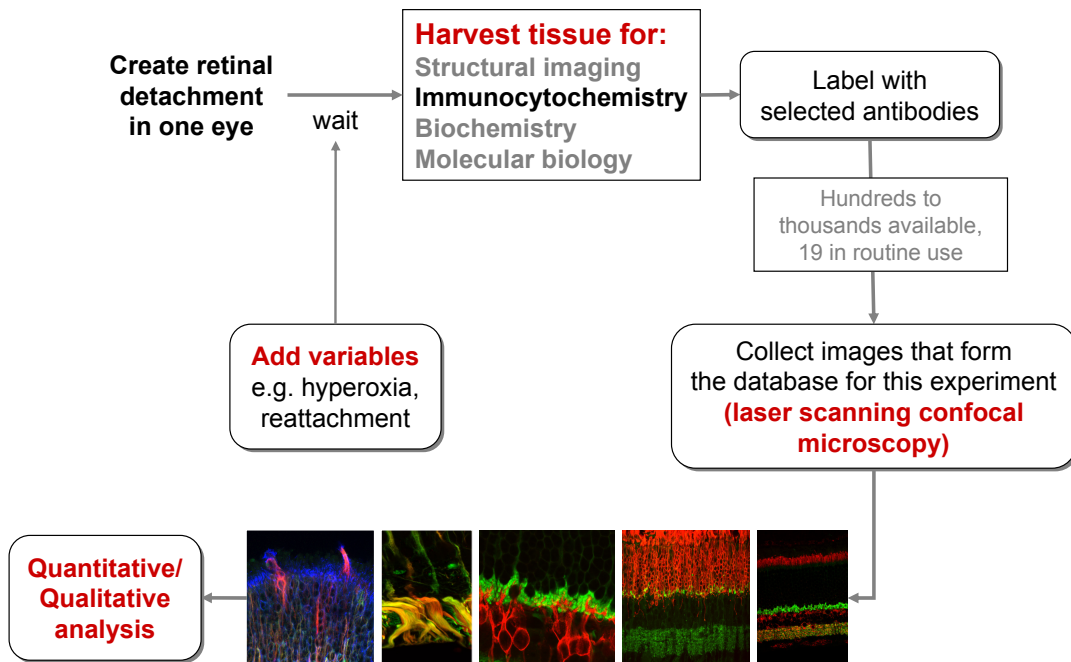 Create retinal
detachment
in one eye
wait
Harvest tissue for:
Structural imaging
Immunocytochemistry
Biochemistry
Molecular biology
Label with
selected antibodies
Hundreds to
thousands available,
19 in routine use
Add variables
e.g. hyperoxia,
reattachment
Collect images that form
the database for this experiment
(laser scanning confocal
microscopy)
Quantitative/
Qualitative
analysis